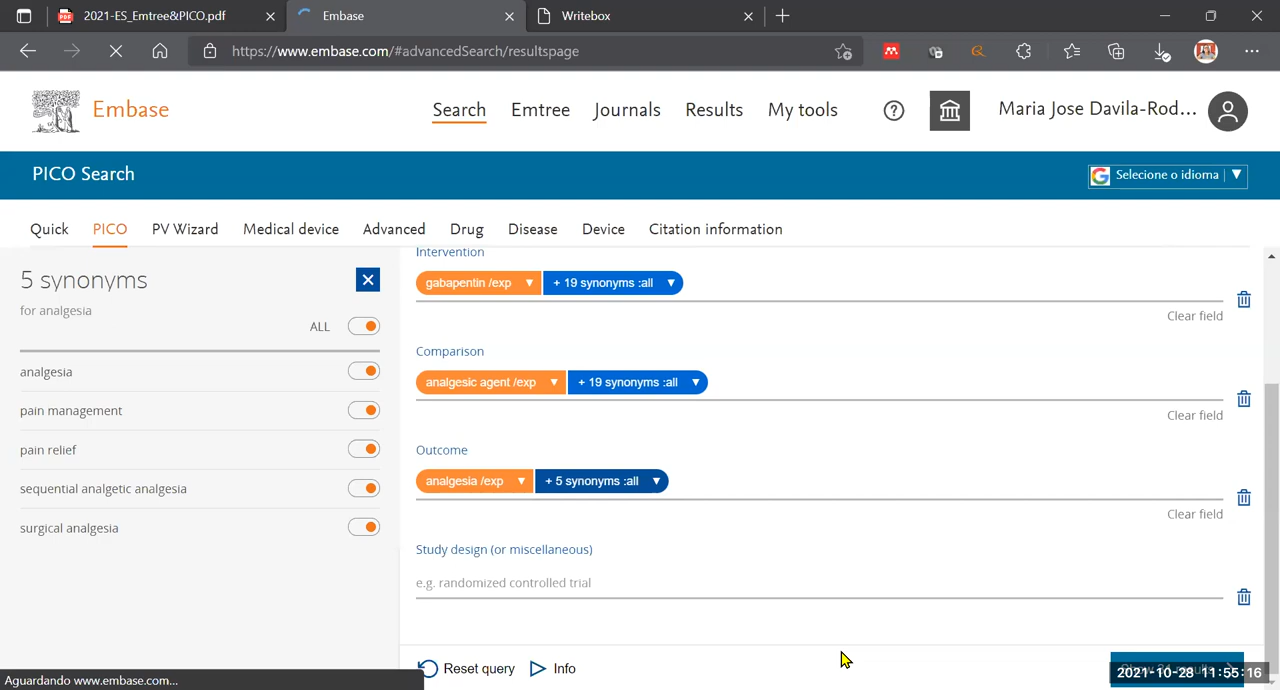 2021-ES_Emtree&PICO.pdf
Embase
Writebox
https://www.embase.com/#advancedSearch/resultspage
Embase
Search
Emtree
Journals
Results
My tools
Maria Jose Davila-Rod...
PICO Search
Selecione o idioma
Quick
PICO
PV Wizard
Medical device
Advanced
Drug
Disease
Device
Citation information
5 synonyms
for analgesia
ALL
analgesia
pain management
pain relief
sequential analgetic analgesia
surgical analgesia
Intervention
gabapentin /exp
+ 19 synonyms :all
Clear field
Comparison
analgesic agent /exp
+ 19 synonyms :all
Clear field
Outcome
analgesia /exp
+ 5 synonyms :all
Clear field
Study design (or miscellaneous)
e.g. randomized controlled trial
Reset query
Info
2021-10-28 11:55:16
Aguardando www.embase.com...